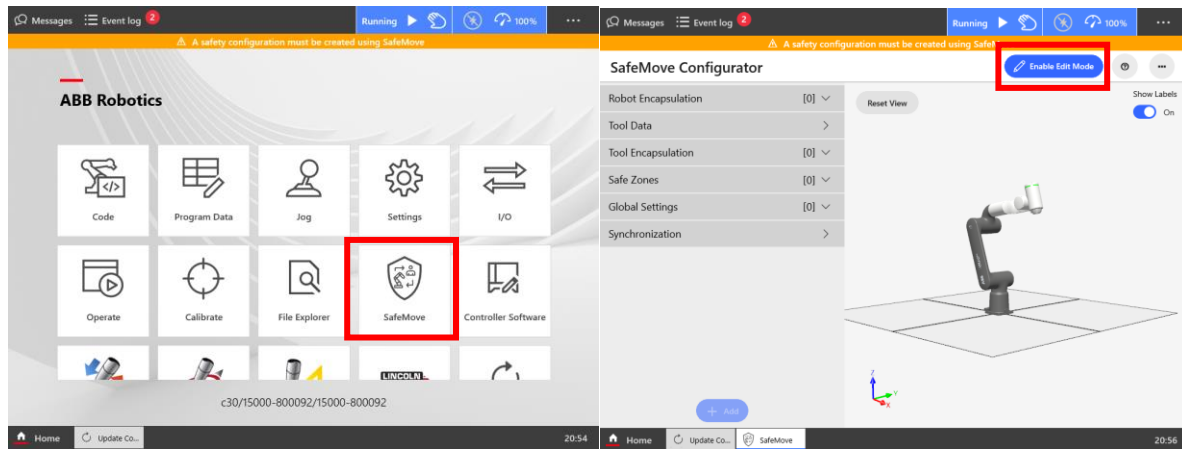 Messages Event log 2 Running 100% ...
A safety configuration must be created using SafeMove
ABB Robotics
Code Program Data Jog Settings I/O
Operate Calibrate File Explorer SafeMove Controller Software
LINCOLN
c30/15000-800092/15000-800092
Home Update Co... 20:54
Messages Event log 2 Running 100% ...
A safety configuration must be created using
SafeMove Configurator Enable Edit Mode ...
Robot Encapsulation [0]
Tool Data
Tool Encapsulation [0]
Safe Zones [0]
Global Settings [0]
Synchronization
+ Add
Reset View
Show Labels
On
Z
Y
X
Home Update Co... SafeMove 20:56